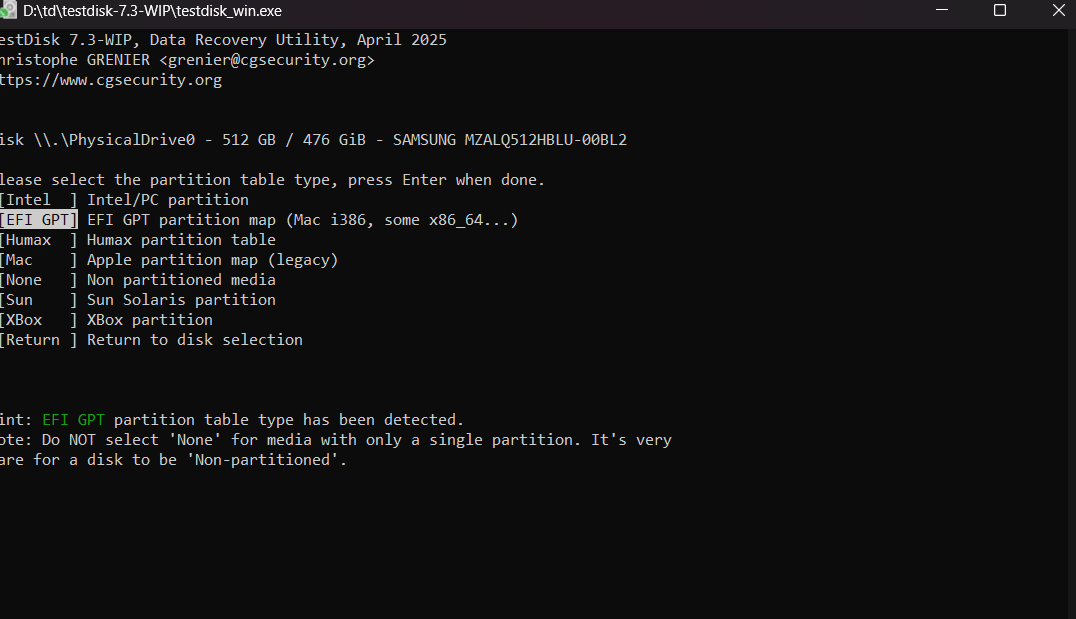 D:\td\testdisk-7.3-WIP\testdisk_win.exe
estDisk 7.3-WIP, Data Recovery Utility, April 2025
hristophe GRENIER <grenier@cgsecurity.org>
ttps://www.cgsecurity.org
isk \\.\PhysicalDrive0 - 512 GB / 476 GiB - SAMSUNG MZALQ512HBLU-00BL2
lease select the partition table type, press Enter when done.
[Intel  ] Intel/PC partition
[EFI GPT] EFI GPT partition map (Mac i386, some x86_64...)
[Humax  ] Humax partition table
[Mac    ] Apple partition map (legacy)
[None   ] Non partitioned media
[Sun    ] Sun Solaris partition
[XBox   ] XBox partition
[Return ] Return to disk selection
int: EFI GPT partition table type has been detected.
ote: Do NOT select 'None' for media with only a single partition. It's very
are for a disk to be 'Non-partitioned'.